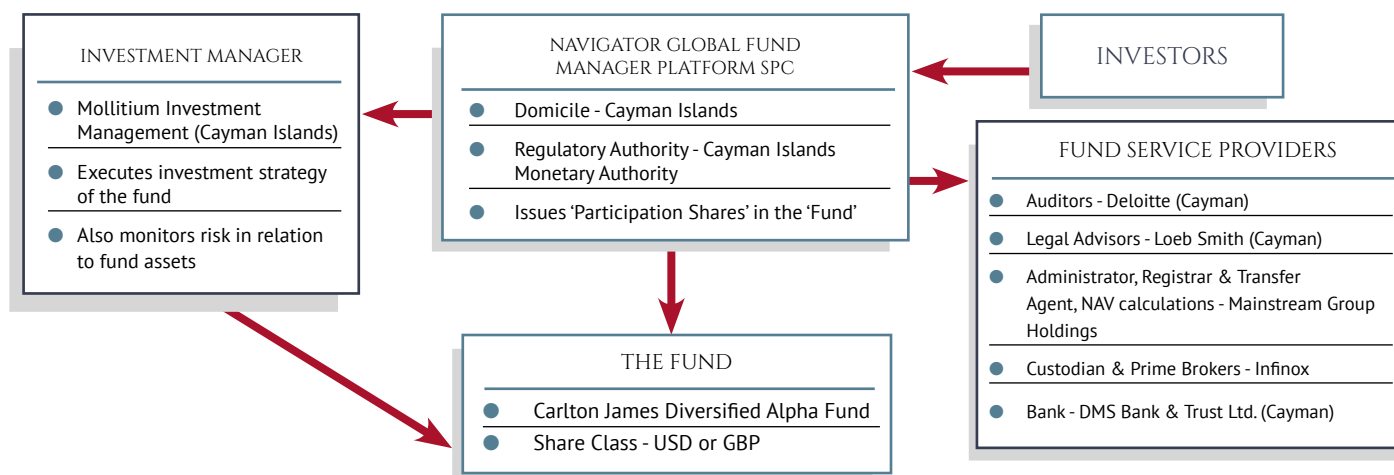 INVESTMENT MANAGER
Mollitium Investment
Management (Cayman Islands)
Executes investment strategy
of the fund
Also monitors risk in relation
to fund assets
NAVIGATOR GLOBAL FUND
MANAGER PLATFORM SPC
Domicile - Cayman Islands
Regulatory Authority - Cayman Islands
Monetary Authority
Issues ‘Participation Shares’ in the ‘Fund’
INVESTORS
FUND SERVICE PROVIDERS
Auditors - Deloitte (Cayman)
Legal Advisors - Loeb Smith (Cayman)
Administrator, Registrar & Transfer
Agent, NAV calculations - Mainstream Group
Holdings
Custodian & Prime Brokers - Infinox
Bank - DMS Bank & Trust Ltd. (Cayman)
THE FUND
Carlton James Diversified Alpha Fund
Share Class - USD or GBP